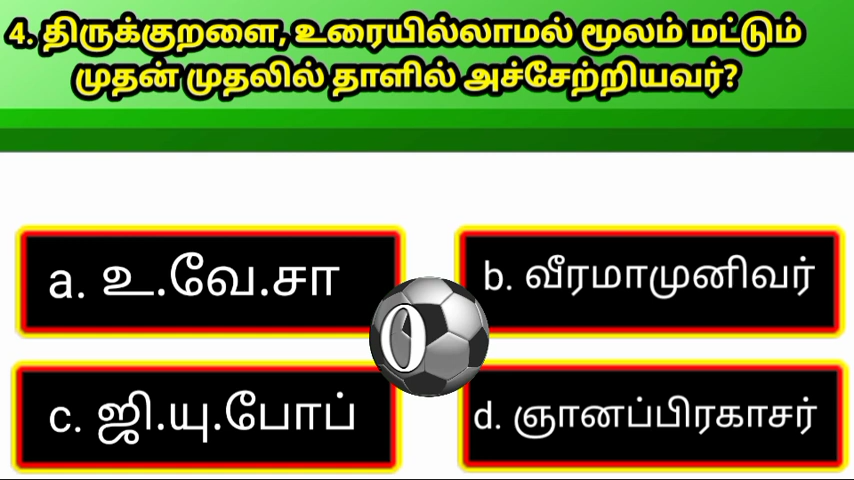 4. திருக்குறளை, உரையில்லாமல் மூலம் மட்டும்
முதன் முதலில் தாளில் அச்சேற்றியவர்?
a. உ.வே.சா
b. வீரமாமுனிவர்
0
c. ஜி.யு.போப்
d. ஞானப்பிரகாசர்